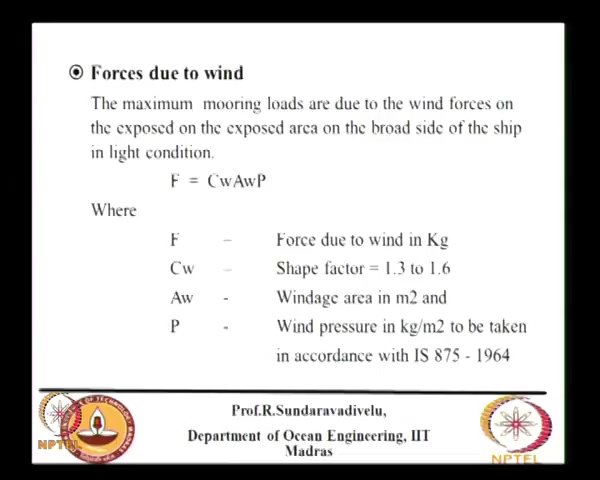 Forces due to wind
The maximum mooring loads are due to the wind forces on
the exposed on the exposed area on the broad side of the ship
in light condition.
F = CwAwP
Where
F – Force due to wind in Kg
Cw – Shape factor = 1.3 to 1.6
Aw - Windage area in m2 and
P - Wind pressure in kg/m2 to be taken
in accordance with IS 875 - 1964
Prof.R.Sundaravadivelu,
Department of Ocean Engineering, IIT
Madras
NPTEL
NPTEL